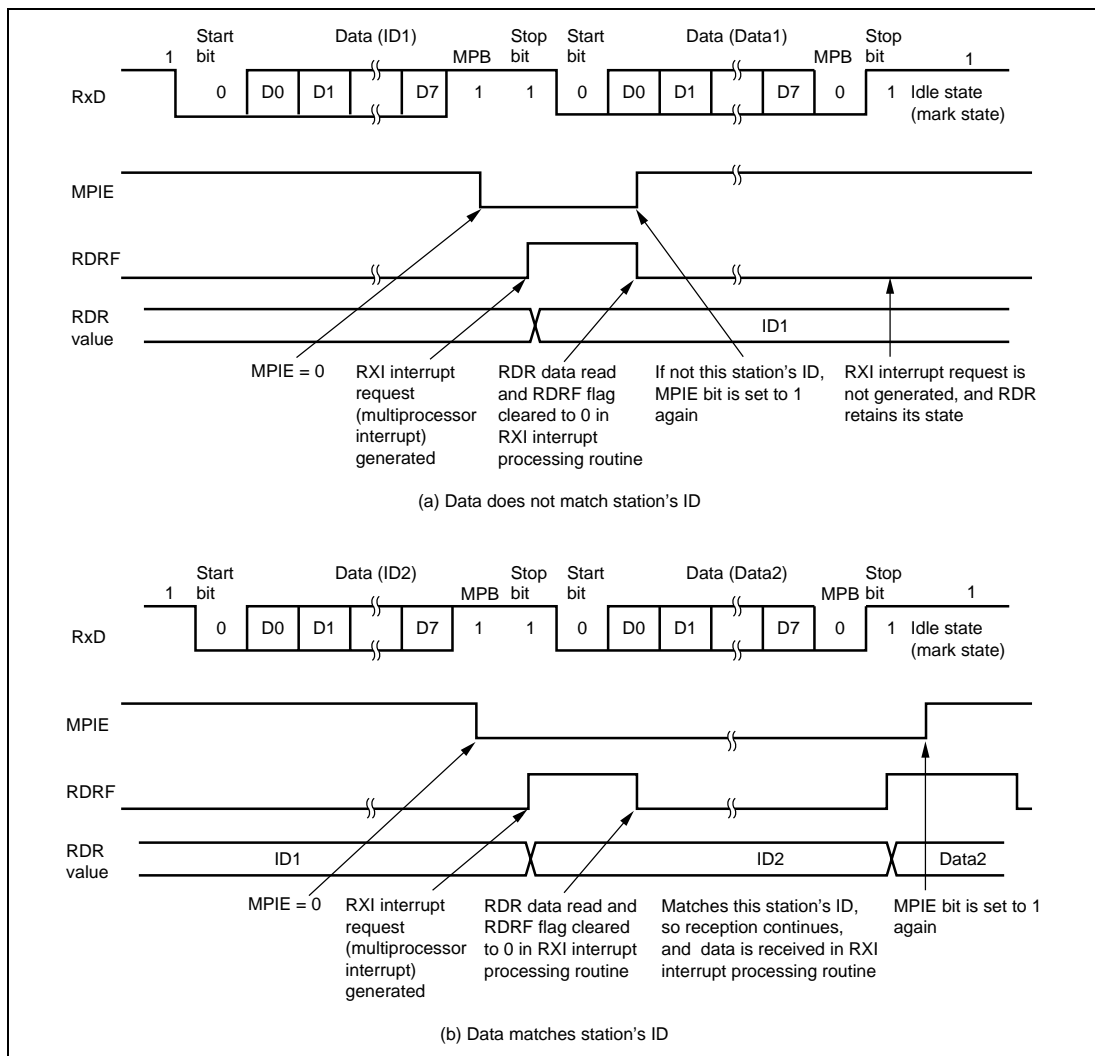 Start bit Data (ID1) MPB Stop bit Start bit Data (Data1) MPB Stop bit
1 1
RxD 0 D0 D1 D7 1 1 0 D0 D1 D7 0 1 Idle state (mark state)
MPIE
RDRF
RDR value ID1
MPIE = 0
RXI interrupt
request
(multiprocessor
interrupt)
generated
RDR data read
and RDRF flag
cleared to 0 in
RXI interrupt
processing routine
If not this station's ID,
MPIE bit is set to 1
again
RXI interrupt request is
not generated, and RDR
retains its state
(a) Data does not match station's ID
Start bit Data (ID2) MPB Stop bit Start bit Data (Data2) MPB Stop bit
1 1
RxD 0 D0 D1 D7 1 1 0 D0 D1 D7 0 1 Idle state (mark state)
MPIE
RDRF
RDR value ID1 ID2 Data2
MPIE = 0
RXI interrupt
request
(multiprocessor
interrupt)
generated
RDR data read and
RDRF flag cleared
to 0 in RXI interrupt
processing routine
Matches this station's ID,
so reception continues,
and data is received in RXI
interrupt processing routine
MPIE bit is set to 1
again
(b) Data matches station's ID